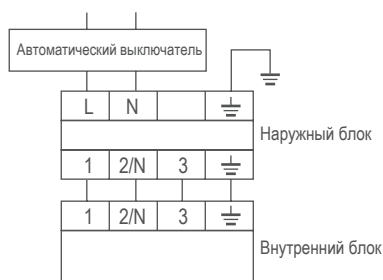 Автоматический выключатель
L N
Наружный блок
1 2/N 3
1 2/N 3
Внутренний блок